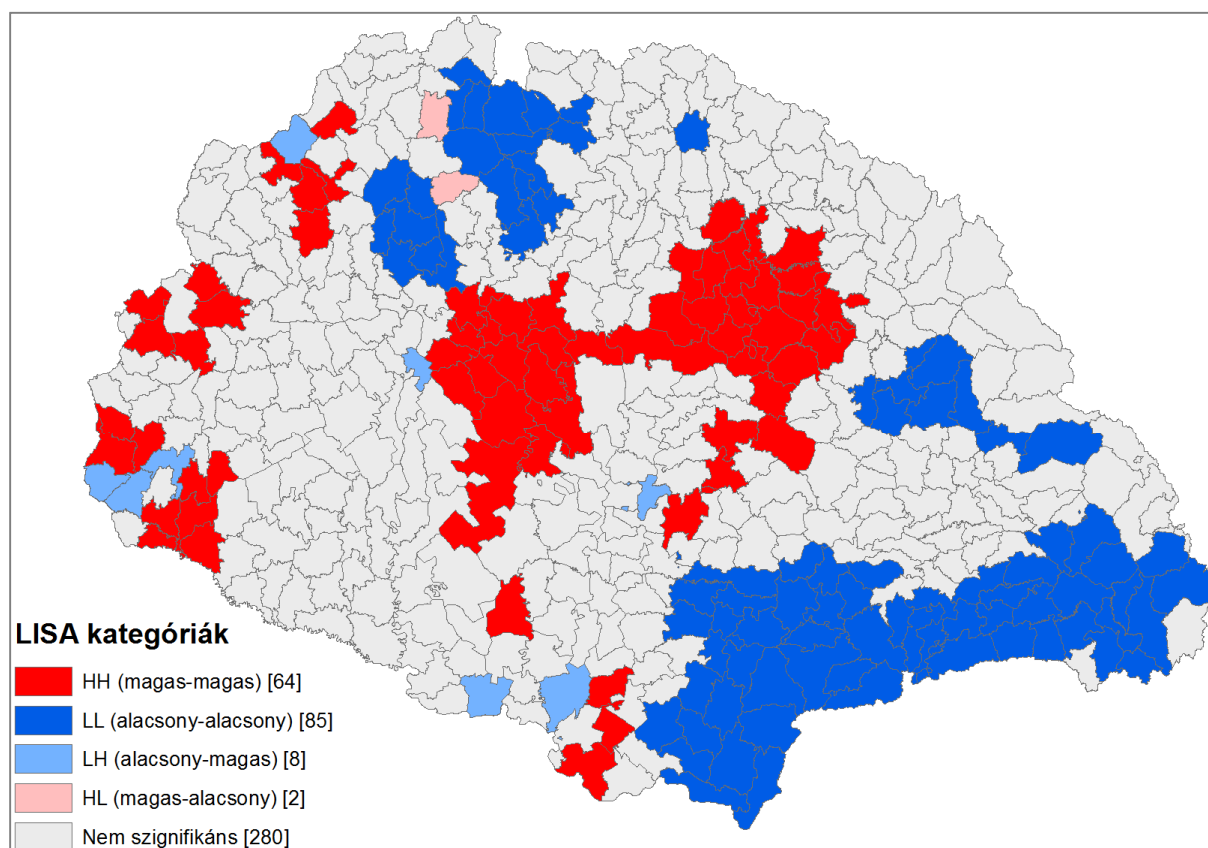 LISA kategóriák
HH (magas-magas) [64]
LL (alacsony-alacsony) [85]
LH (alacsony-magas) [8]
HL (magas-alacsony) [2]
Nem szignifikáns [280]